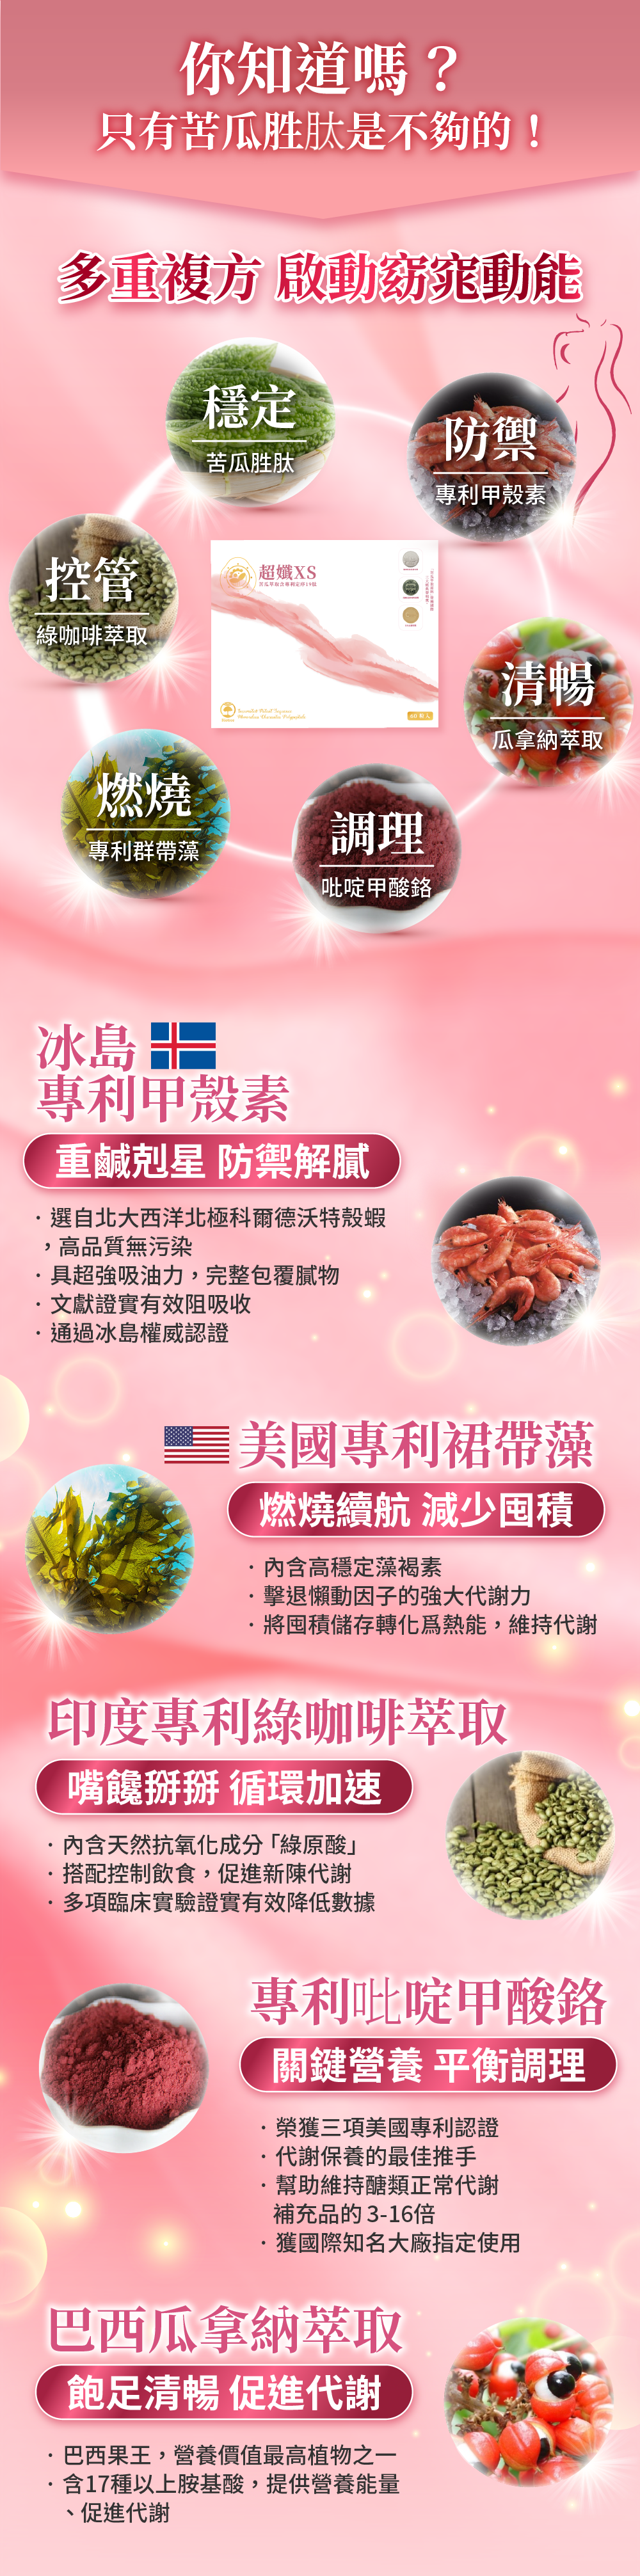 你知道嗎？
只有苦瓜胜肽是不夠的！
多重複方 啟動窈窕動能
穩定
苦瓜胜肽
防禦
專利甲殼素
控管
綠咖啡萃取
超孅XS
清暢
瓜拿納萃取
燃燒
專利群帶藻
調理
吡啶甲酸鉻
冰島
專利甲殼素
重鹹剋星 防禦解膩
· 選自北大西洋北極科爾德沃特殼蝦
，高品質無污染
· 具超強吸油力，完整包覆膩物
· 文獻證實有效阻吸收
· 通過冰島權威認證
美國專利裙帶藻
燃燒續航 減少囤積
· 內含高穩定藻褐素
· 擊退懶動因子的強大代謝力
· 將囤積儲存轉化爲熱能，維持代謝
印度專利綠咖啡萃取
嘴饞掰掰 循環加速
· 內含天然抗氧化成分「綠原酸」
· 搭配控制飲食，促進新陳代謝
· 多項臨床實驗證實有效降低數據
專利吡啶甲酸鉻
關鍵營養 平衡調理
· 榮獲三項美國專利認證
· 代謝保養的最佳推手
· 幫助維持醣類正常代謝
補充品的 3-16倍
· 獲國際知名大廠指定使用
巴西瓜拿納萃取
飽足清暢 促進代謝
· 巴西果王，營養價值最高植物之一
· 含17種以上胺基酸，提供營養能量
、促進代謝